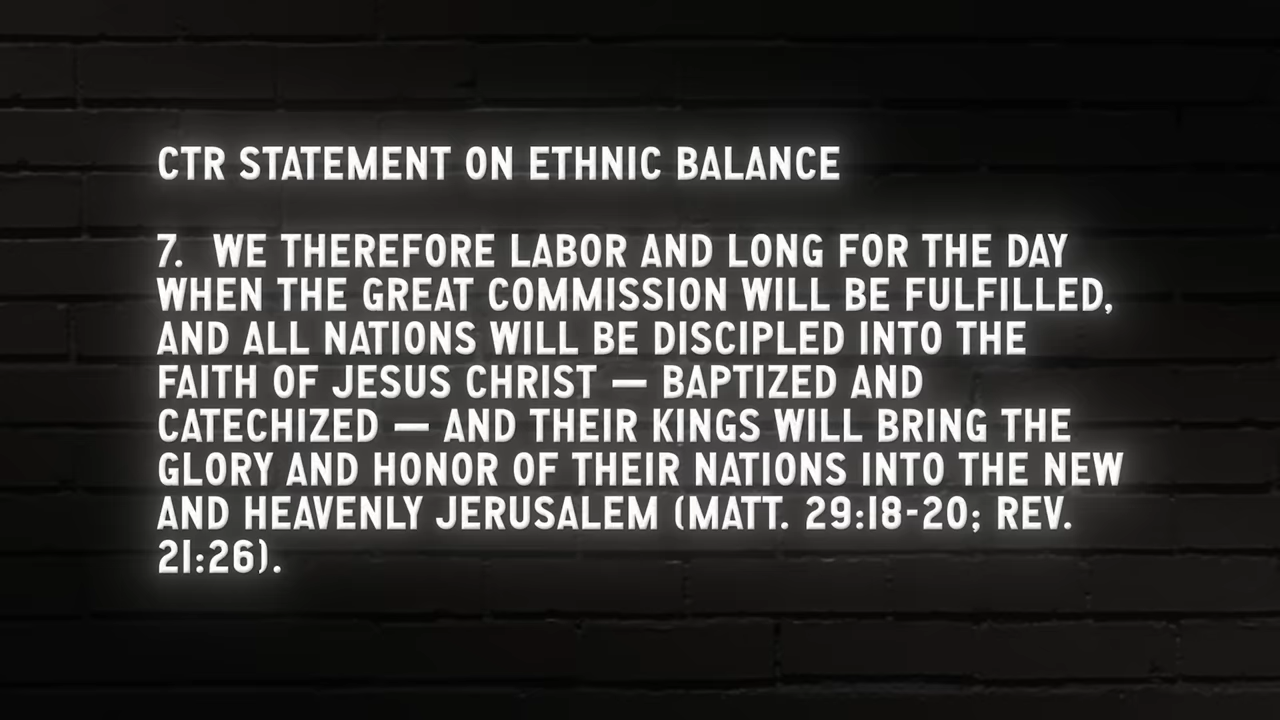 CTR STATEMENT ON ETHNIC BALANCE
7. WE THEREFORE LABOR AND LONG FOR THE DAY
WHEN THE GREAT COMMISSION WILL BE FULFILLED,
AND ALL NATIONS WILL BE DISCIPLED INTO THE
FAITH OF JESUS CHRIST — BAPTIZED AND
CATECHIZED — AND THEIR KINGS WILL BRING THE
GLORY AND HONOR OF THEIR NATIONS INTO THE NEW
AND HEAVENLY JERUSALEM (MATT. 29:18-20; REV.
21:26).